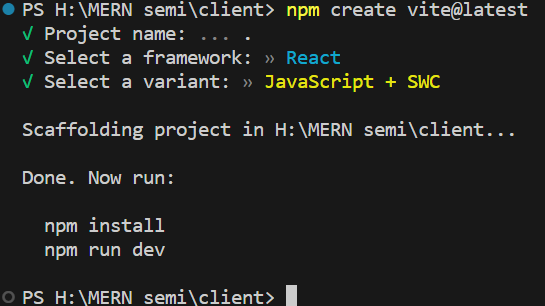 PS H:\MERN semi\client> npm create vite@latest
√ Project name: ... .
√ Select a framework: » React
√ Select a variant: » JavaScript + SWC
Scaffolding project in H:\MERN semi\client...
Done. Now run:
npm install
npm run dev
PS H:\MERN semi\client>